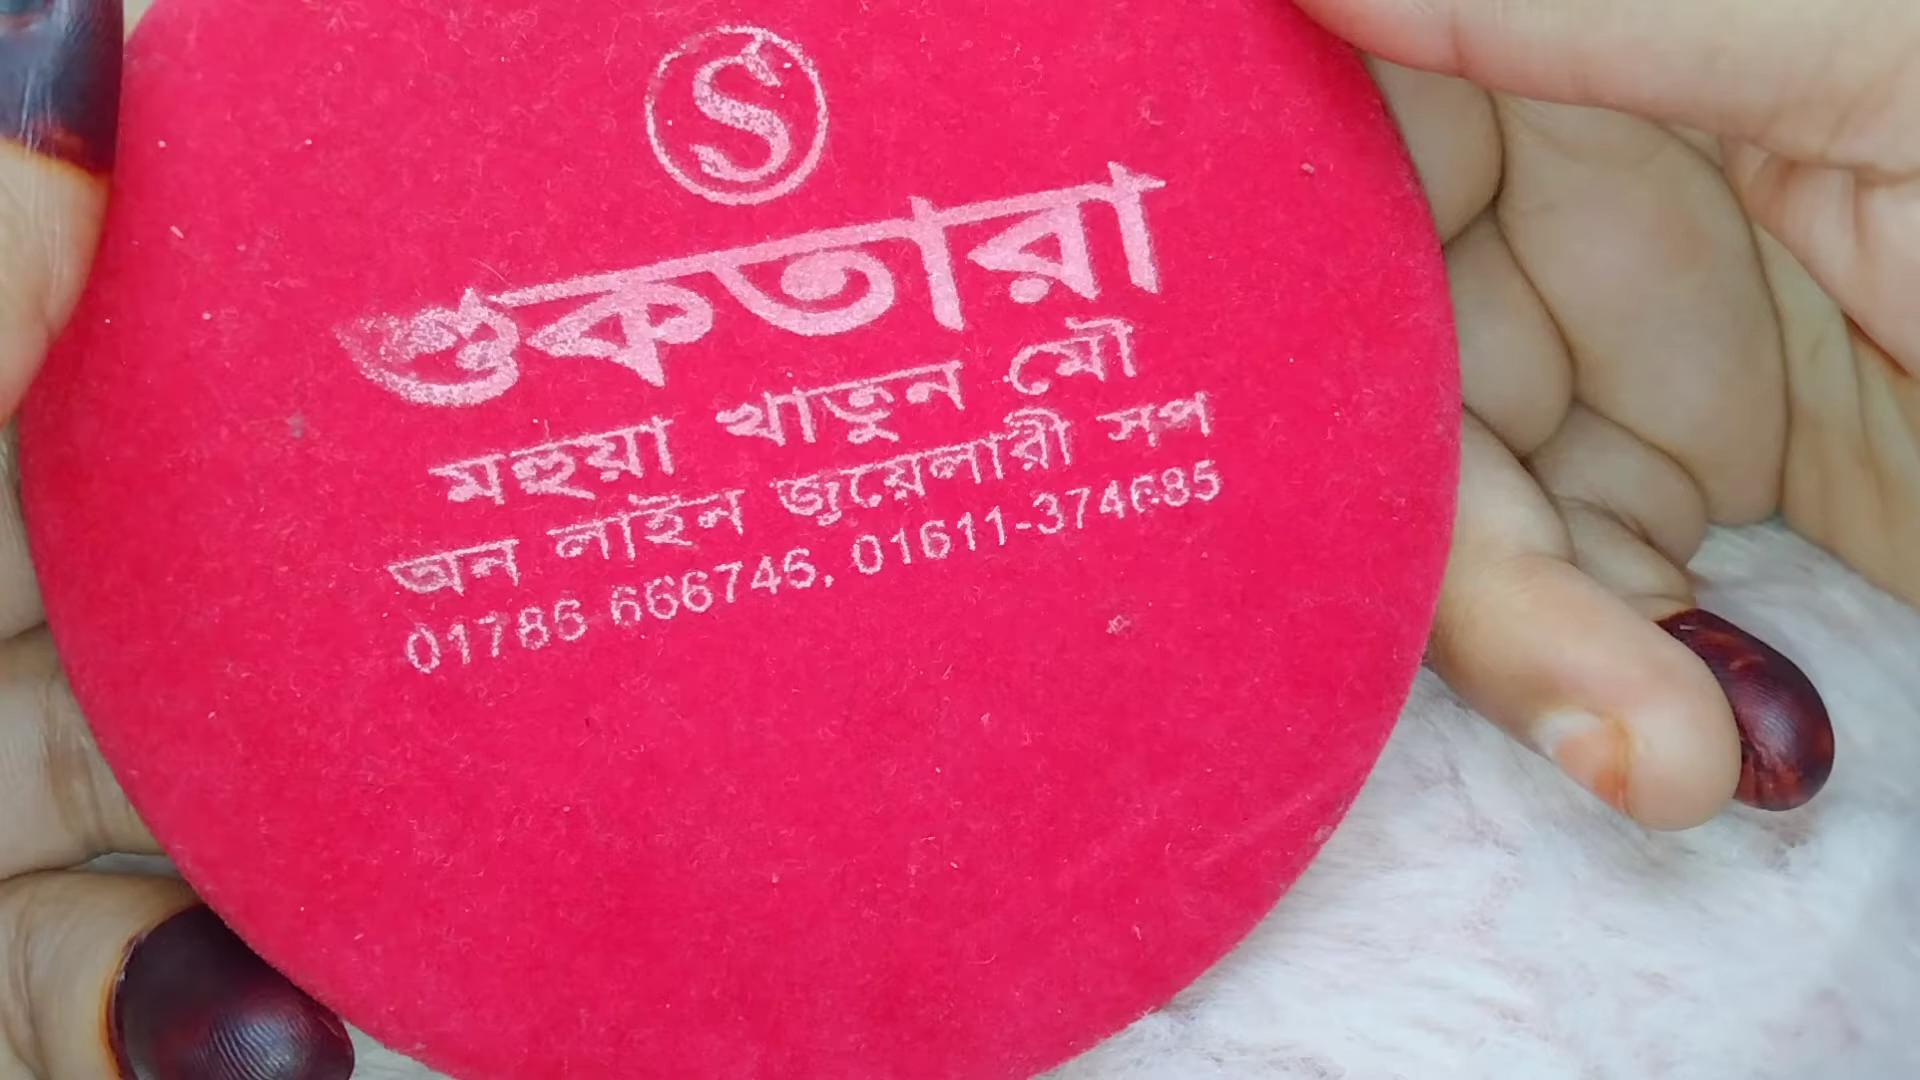 S
শুকতারা
মহুয়া খাতুন মৌ
অন লাইন জুয়েলারী সপ
01786-666746, 01611-374685